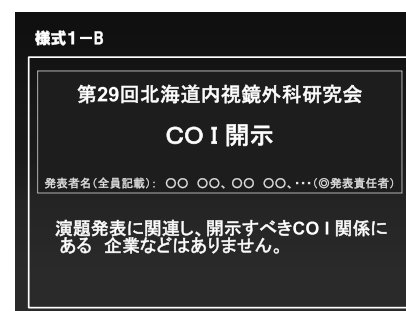 様式1－B
第29回北海道内視鏡外科研究会
ＣＯＩ開示
発表者名(全員記載)： ○○ ○○、○○ ○○、･･･(◎発表責任者)
演題発表に関連し、開示すべきＣＯＩ関係に
ある 企業などはありません。